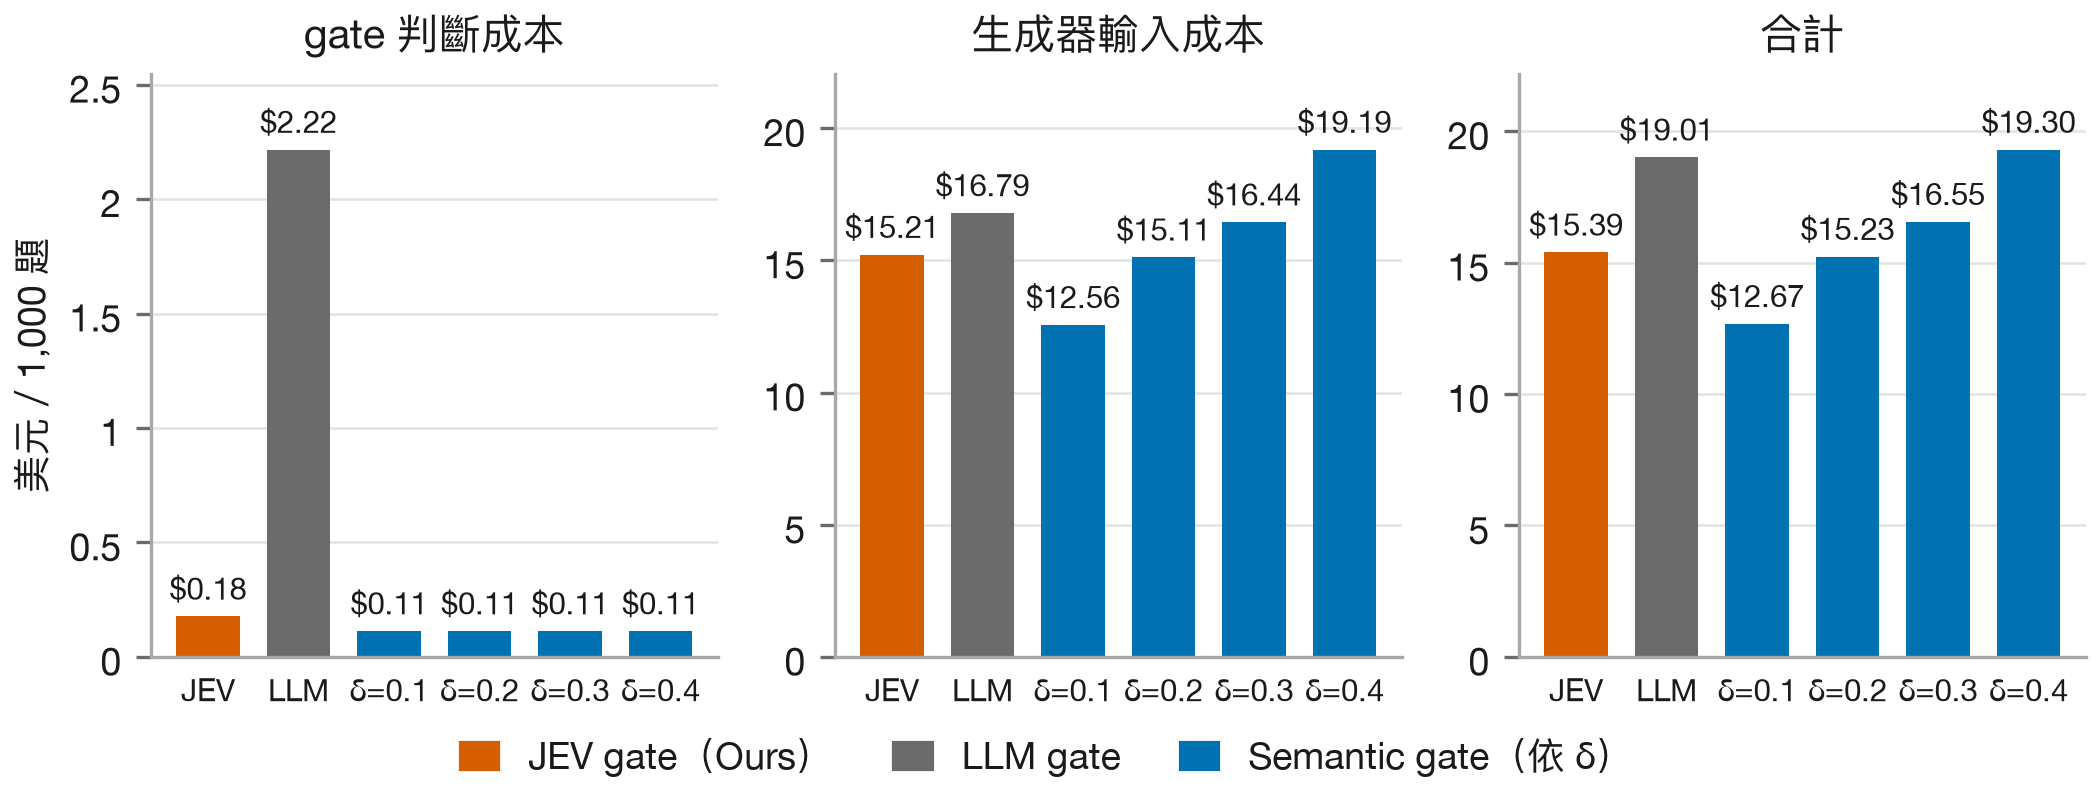 gate 判斷成本
生成器輸入成本
合計
美元 / 1,000 題
2.5
2
1.5
1
0.5
0
$0.18
$2.22
$0.11
$0.11
$0.11
$0.11
JEV
LLM
δ=0.1
δ=0.2
δ=0.3
δ=0.4
20
15
10
5
0
$15.21
$16.79
$12.56
$15.11
$16.44
$19.19
JEV
LLM
δ=0.1
δ=0.2
δ=0.3
δ=0.4
20
15
10
5
0
$15.39
$19.01
$12.67
$15.23
$16.55
$19.30
JEV
LLM
δ=0.1
δ=0.2
δ=0.3
δ=0.4
JEV gate（Ours）
LLM gate
Semantic gate（依 δ）